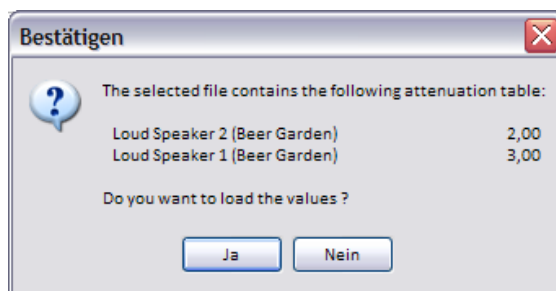 Bestätigen
The selected file contains the following attenuation table:
Loud Speaker 2 (Beer Garden) 2,00
Loud Speaker 1 (Beer Garden) 3,00
Do you want to load the values ?
Ja Nein